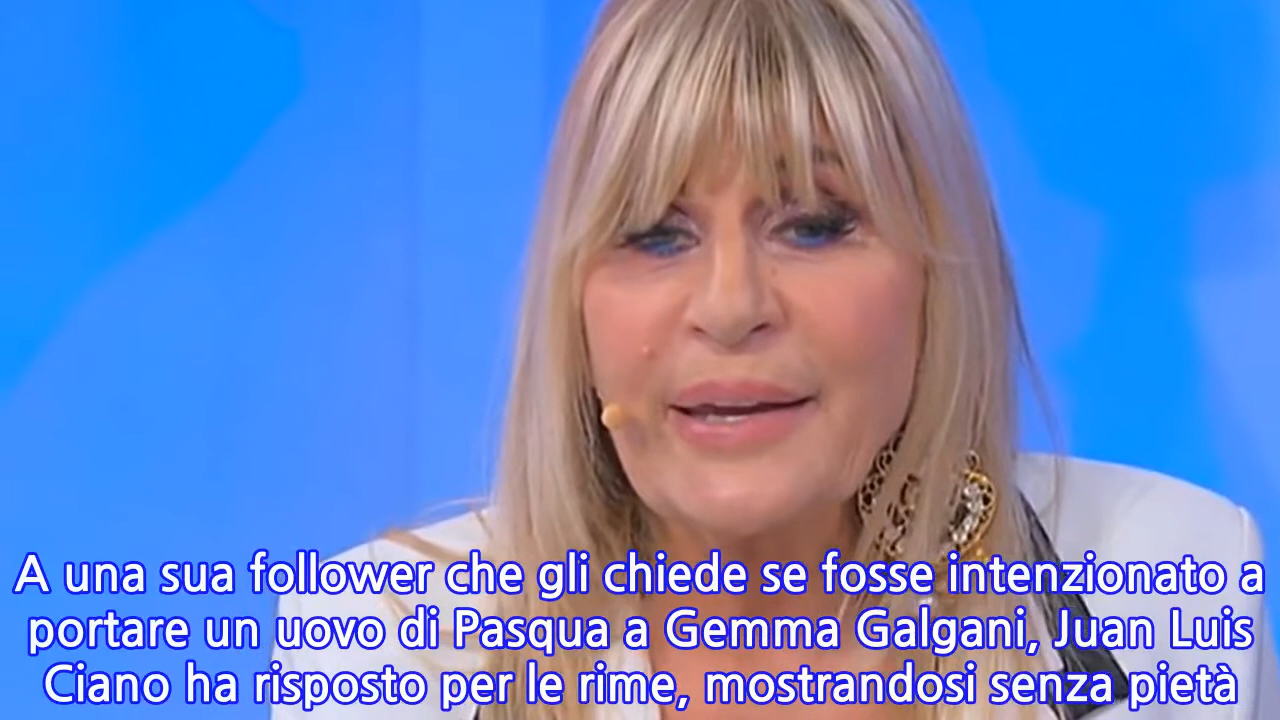 A una sua follower che gli chiede se fosse intenzionato a
portare un uovo di Pasqua a Gemma Galgani, Juan Luis
Ciano ha risposto per le rime, mostrandosi senza pietà